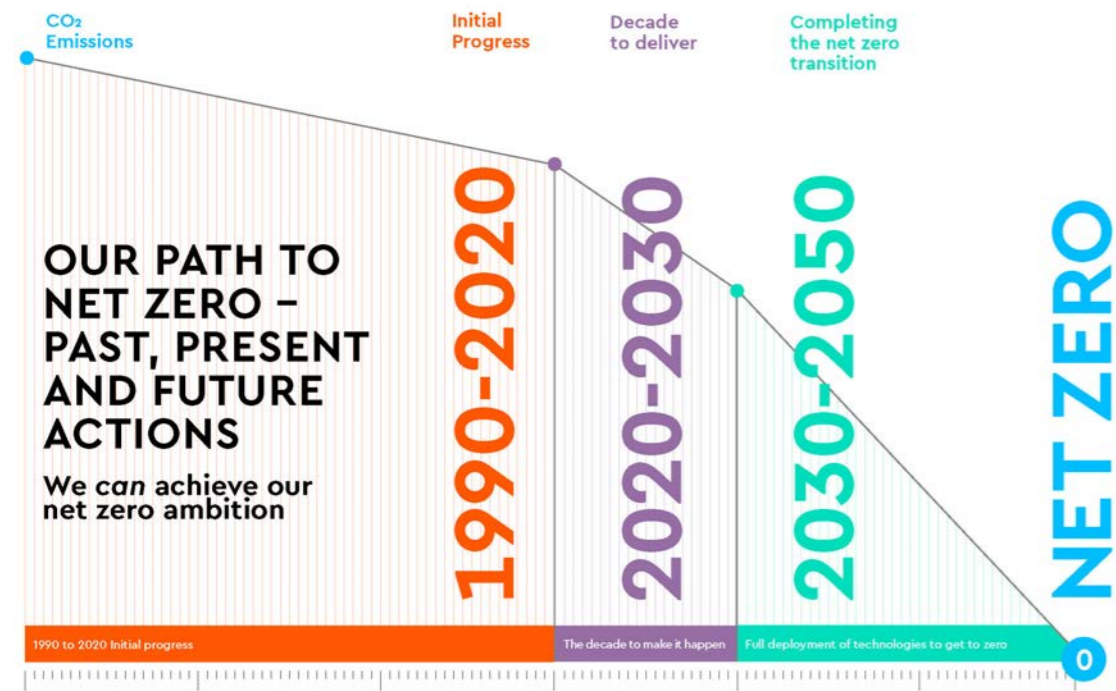 CO₂
Emissions
Initial
Progress
Decade
to deliver
Completing
the net zero
transition
OUR PATH TO
NET ZERO –
PAST, PRESENT
AND FUTURE
ACTIONS
We can achieve our
net zero ambition
1990-2020
2020-2030
2030-2050
NET ZERO
1990 to 2020 Initial progress
The decade to make it happen
Full deployment of technologies to get to zero
0